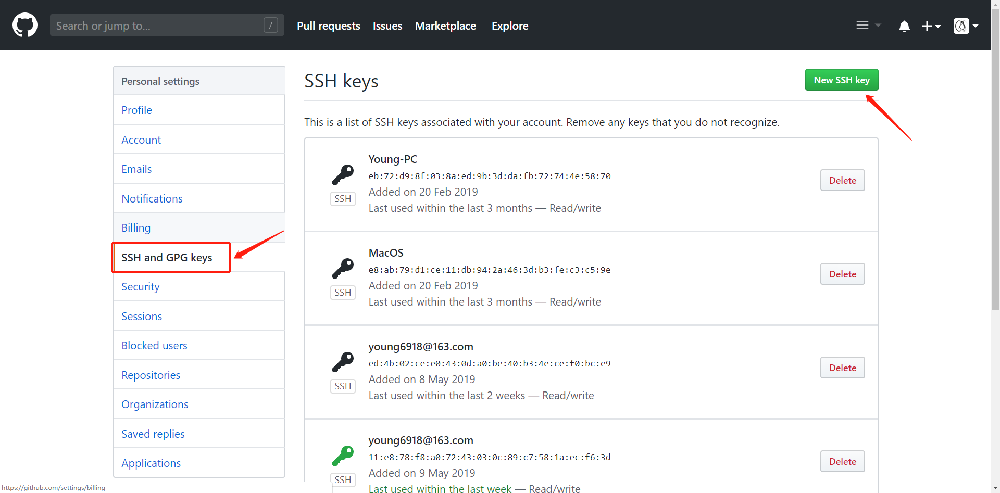 Search or jump to...
/
Pull requests
Issues
Marketplace
Explore
Personal settings
Profile
Account
Emails
Notifications
Billing
SSH and GPG keys
Security
Sessions
Blocked users
Repositories
Organizations
Saved replies
Applications
SSH keys
New SSH key
This is a list of SSH keys associated with your account. Remove any keys that you do not recognize.
Young-PC
eb:72:d9:8f:03:8a:ed:9b:3d:da:fb:72:74:4e:58:70
Added on 20 Feb 2019
Last used within the last 3 months — Read/write
SSH
Delete
MacOS
e8:ab:79:d1:ce:11:db:94:2a:46:3d:b3:fe:c3:c5:9e
Added on 20 Feb 2019
Last used within the last 3 months — Read/write
SSH
Delete
young6918@163.com
ed:4b:02:ce:e0:43:0d:a0:be:40:b3:4e:ce:f0:bc:e9
Added on 8 May 2019
Last used within the last 2 weeks — Read/write
SSH
Delete
young6918@163.com
11:e8:78:f8:a0:72:43:03:0c:89:c7:58:1a:ec:f6:3d
Added on 9 May 2019
Last used within the last week — Read/write
SSH
Delete
https://github.com/settings/billing